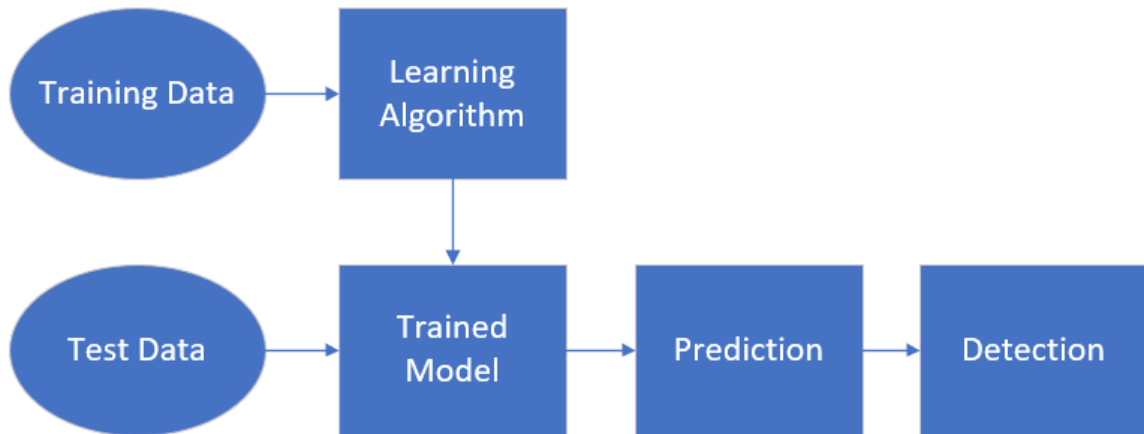 Training Data
Learning
Algorithm
Test Data
Trained
Model
Prediction
Detection